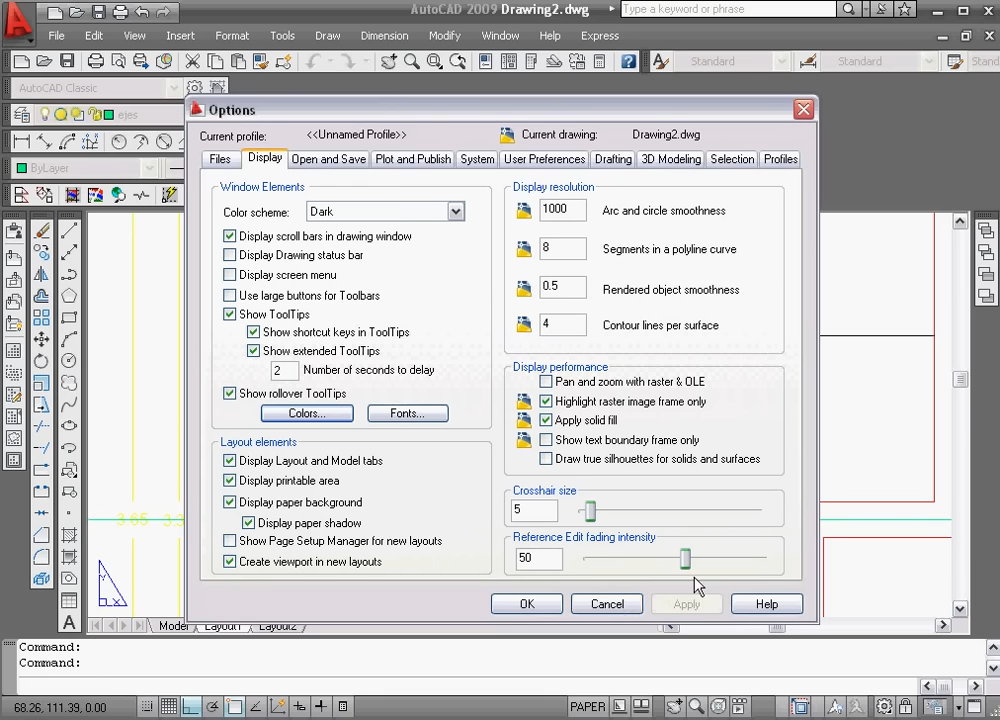 AutoCAD 2009 Drawing2.dwg
Type a keyword or phrase
File Edit View Insert Format Tools Draw Dimension Modify Window Help Express
Standard
Standard
Stand
AutoCAD Classic
ejes
ByLayer
Options
Current profile: <<Unnamed Profile>> Current drawing: Drawing2.dwg
Files Display Open and Save Plot and Publish System User Preferences Drafting 3D Modeling Selection Profiles
Window Elements
Color scheme: Dark
Display scroll bars in drawing window
Display Drawing status bar
Display screen menu
Use large buttons for Toolbars
Show ToolTips
Show shortcut keys in ToolTips
Show extended ToolTips
2 Number of seconds to delay
Show rollover ToolTips
Colors... Fonts...
Layout elements
Display Layout and Model tabs
Display printable area
Display paper background
Display paper shadow
Show Page Setup Manager for new layouts
Create viewport in new layouts
Display resolution
1000 Arc and circle smoothness
8 Segments in a polyline curve
0.5 Rendered object smoothness
4 Contour lines per surface
Display performance
Pan and zoom with raster & OLE
Highlight raster image frame only
Apply solid fill
Show text boundary frame only
Draw true silhouettes for solids and surfaces
Crosshair size
5
Reference Edit fading intensity
50
OK Cancel Apply Help
3.65
Model Layout1 Layout2
Command:
Command:
68.26, 111.39, 0.00
PAPER